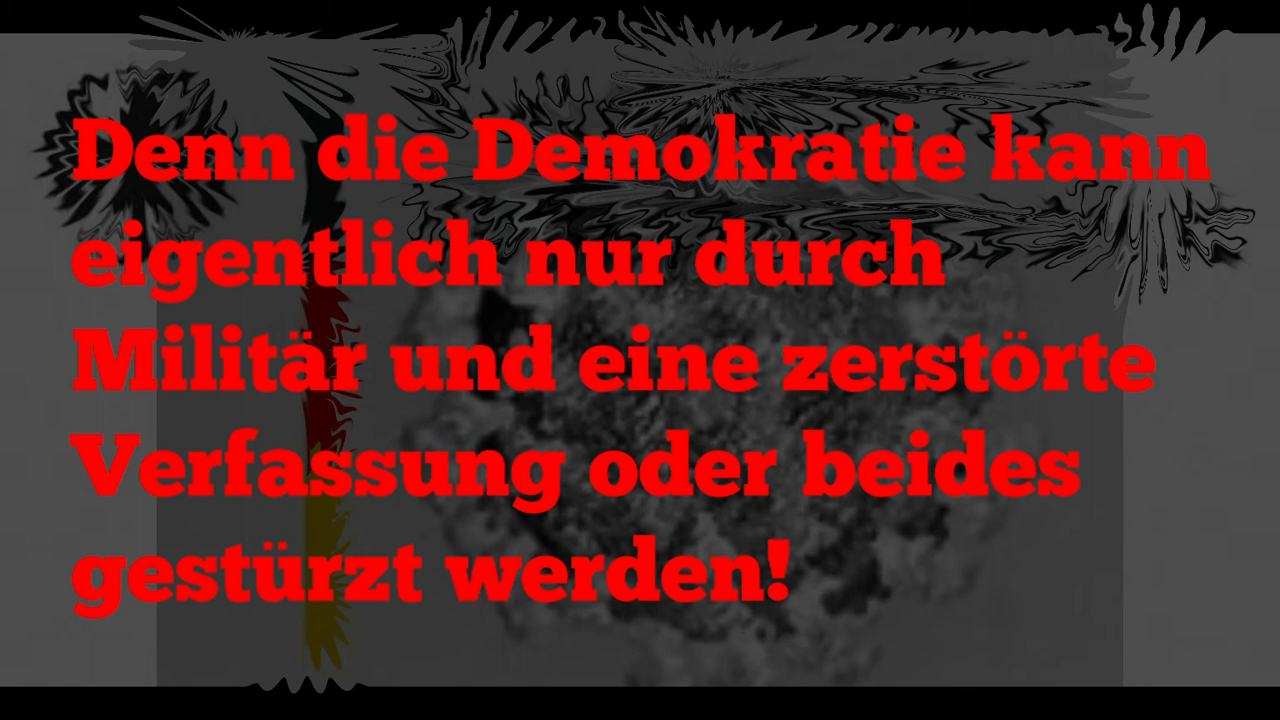 Denn die Demokratie kann
eigentlich nur durch
Militär und eine zerstörte
Verfassung oder beides
gestürzt werden!